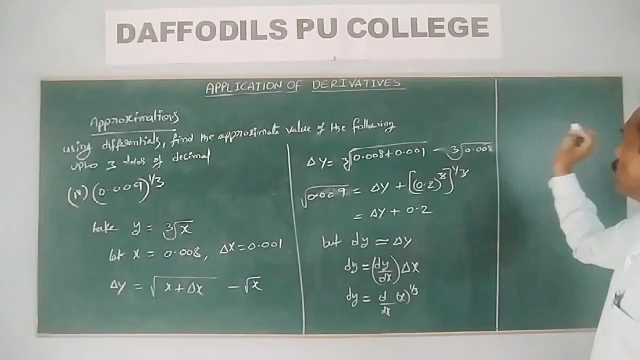 DAFFODILS PU COLLEGE
APPLICATION OF DERIVATIVES
Approximations
using differentials, find the approximate value of the following
upto 3 places of decimal
(0.009)^1/3
take y = ∛x
let x = 0.008, Δx=0.001
Δy = √(x + Δx) − √x
Δy = ∛(0.008+0.001) − ∛0.008
√0.009 = Δy + [(0.2)^3]^1/3
= Δy + 0.2
but dy ≃ Δy
dy = (dy/dx) Δx
dy = d/dx (x)^1/3